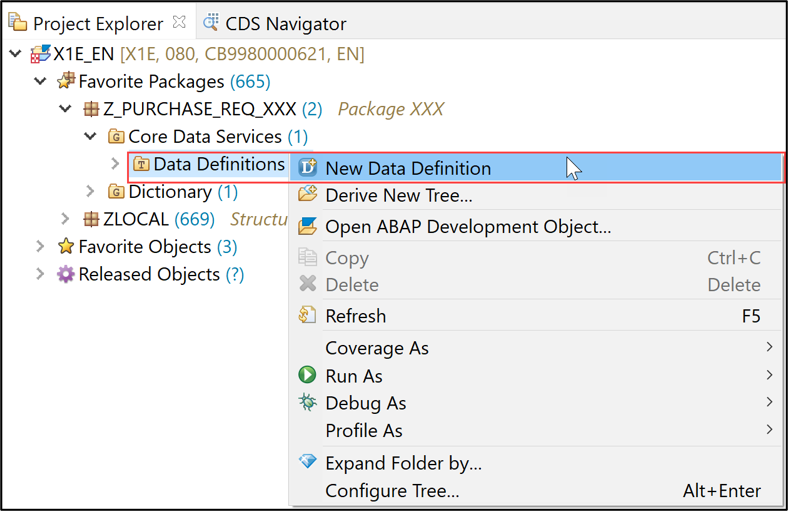 Project Explorer CDS Navigator
X1E_EN [X1E, 080, CB9980000621, EN]
Favorite Packages (665)
Z_PURCHASE_REQ_XXX (2) Package XXX
Core Data Services (1)
Data Definitions New Data Definition
Dictionary (1) Derive New Tree...
ZLOCAL (669) Structu Open ABAP Development Object...
Favorite Objects (3) Copy Ctrl+C
Released Objects (?) Delete Delete
Refresh F5
Coverage As
Run As
Debug As
Profile As
Expand Folder by...
Configure Tree... Alt+Enter